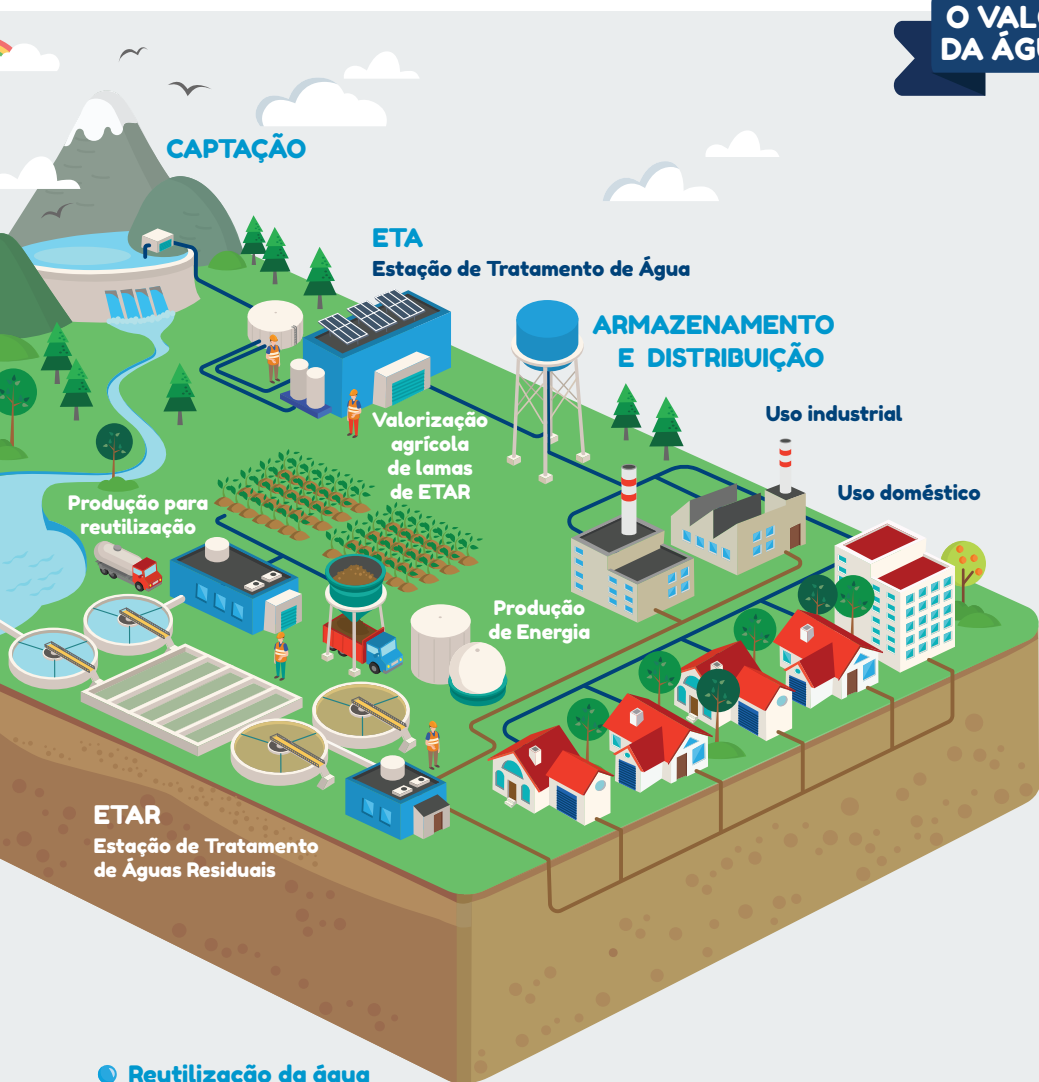 O
DA
CAPTAÇÃO
ETA
Estação de Tratamento de Água
ARMAZENAMENTO
E DISTRIBUIÇÃO
Uso industrial
Valorização
agrícola
de lamas
de ETAR
Uso doméstico
Produção para
reutilização
Produção
de Energia
ETAR
Estação de Tratamento
de Águas Residuais
Reutilização da água